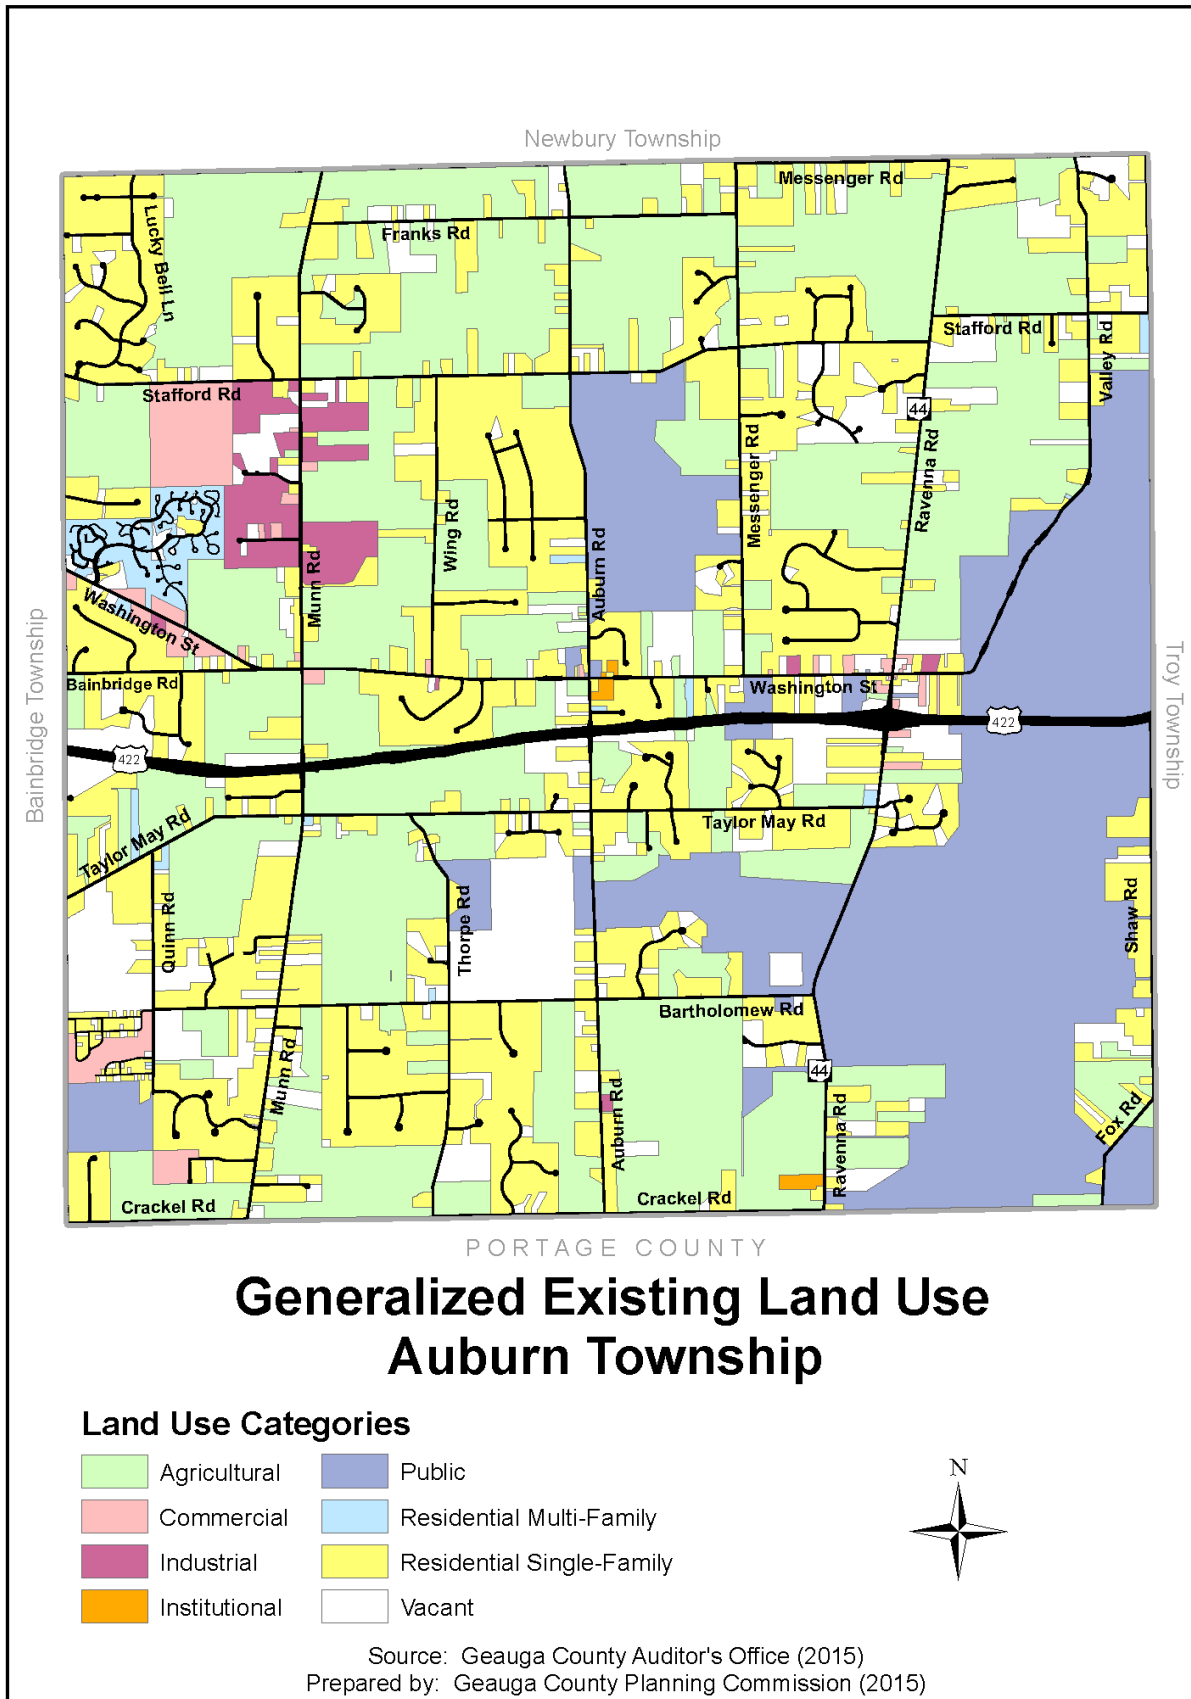 Newbury Township
Messenger Rd
Lucky Bell Ln
Franks Rd
Stafford Rd
Valley Rd
Stafford Rd
44
Messenger Rd
Ravenna Rd
Wing Rd
Auburn Rd
Munn Rd
Washington St
Bainbridge Township
Troy Township
Bainbridge Rd
Washington St
422
422
Taylor May Rd
Taylor May Rd
Quinn Rd
Thorpe Rd
Shaw Rd
Bartholomew Rd
Munn Rd
44
Auburn Rd
Ravenna Rd
Fox Rd
Crackel Rd
Crackel Rd
PORTAGE COUNTY
Generalized Existing Land Use
Auburn Township
Land Use Categories
Agricultural
Commercial
Industrial
Institutional
Public
Residential Multi-Family
Residential Single-Family
Vacant
N
Source: Geauga County Auditor's Office (2015)
Prepared by: Geauga County Planning Commission (2015)